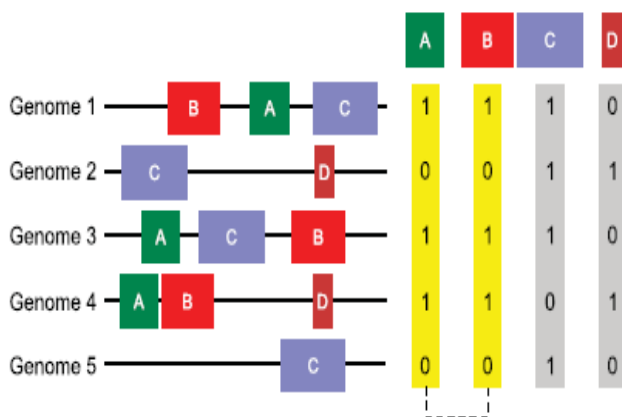 A B C D
Genome 1 B A C 1 1 1 0
Genome 2 C D 0 0 1 1
Genome 3 A C B 1 1 1 0
Genome 4 A B D 1 1 0 1
Genome 5 C 0 0 1 0